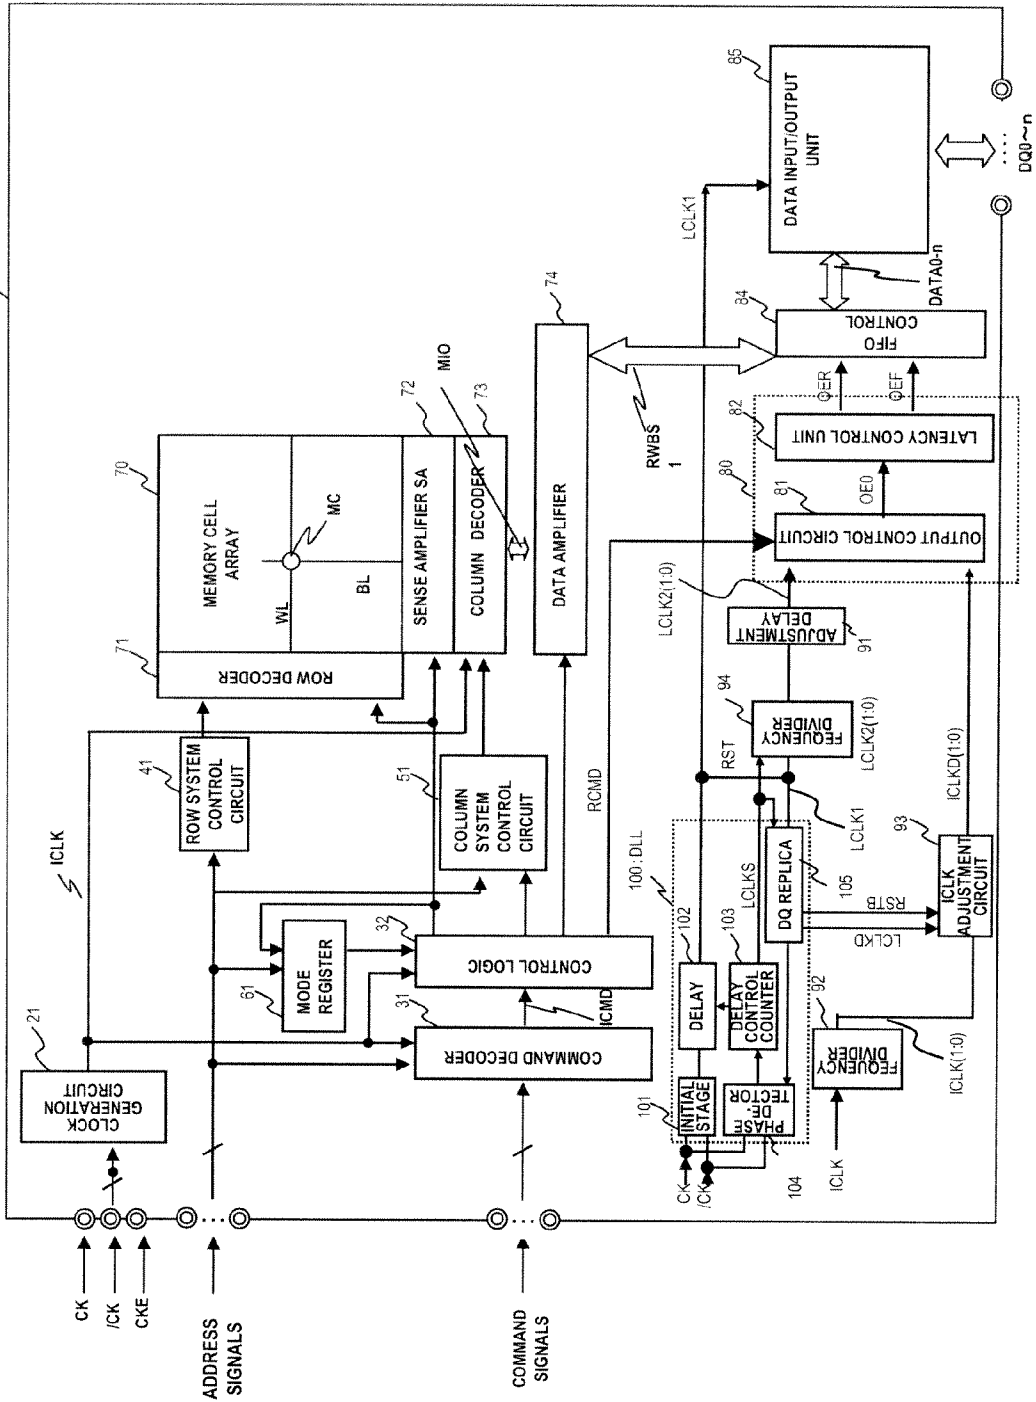 CK
/CK
CKE
ADDRESS
SIGNALS
COMMAND
SIGNALS
21
CLOCK
GENERATION
CIRCUIT
ICLK
61
MODE
REGISTER
31
COMMAND DECODER
ICMD
32
CONTROL LOGIC
41
ROW SYSTEM
CONTROL
CIRCUIT
51
COLUMN
SYSTEM
CONTROL
CIRCUIT
71
ROW DECODER
70
MEMORY CELL
ARRAY
WL
MC
BL
72
SENSE AMPLIFIER SA
73
COLUMN DECODER
MIO
74
DATA AMPLIFIER
RWBS
1
RCMD
100:DLL
101
INITIAL
STAGE
CK
/CK
102
DELAY
103
DELAY
CONTROL
COUNTER
104
PHASE
DE-
TECTOR
LCLKS
DQ REPLICA
105
RST
LCLK1
LCLKD
RSTB
ICLK
92
FEQUENCY
DIVIDER
ICLK(1:0)
93
ICLK
ADJUSTMENT
CIRCUIT
ICLKD(1:0)
94
FEQUENCY
DIVIDER
LCLK2(1:0)
91
ADJUSTMENT
DELAY
LCLK2(1:0)
80
81
OUTPUT CONTROL CIRCUIT
OE0
82
LATENCY CONTROL UNIT
OER
OEF
84
FIFO
CONTROL
DATA0-n
LCLK1
85
DATA INPUT/OUTPUT
UNIT
DQ0~n